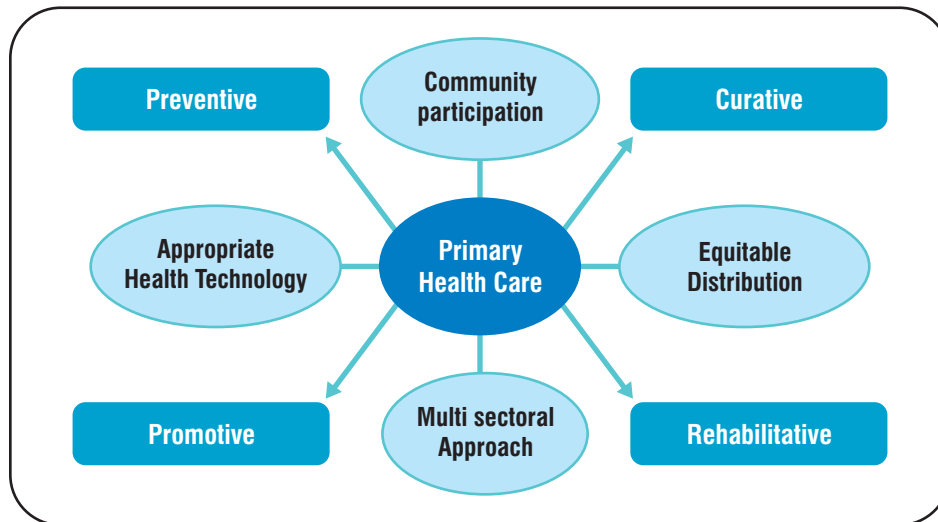 Preventive
Community
participation
Curative
Appropriate
Health Technology
Primary
Health Care
Equitable
Distribution
Promotive
Multi sectoral
Approach
Rehabilitative